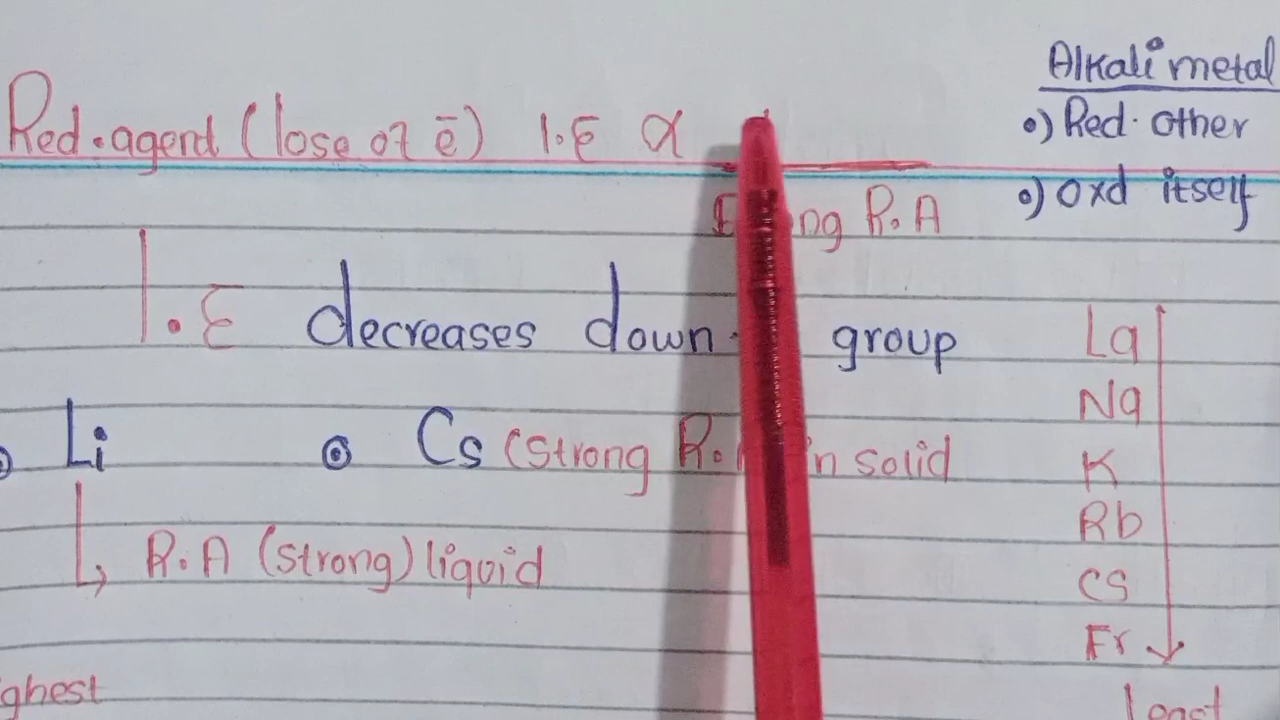 Alkali metal
Red. agent (lose of ē) I.E α
•) Red. other
•) Oxd itself
R.A
I.E decreases down group
La
Na
Li
Cs (Strong in solid
K
Rb
R.A (strong) liquid
Cs
Fr
Least